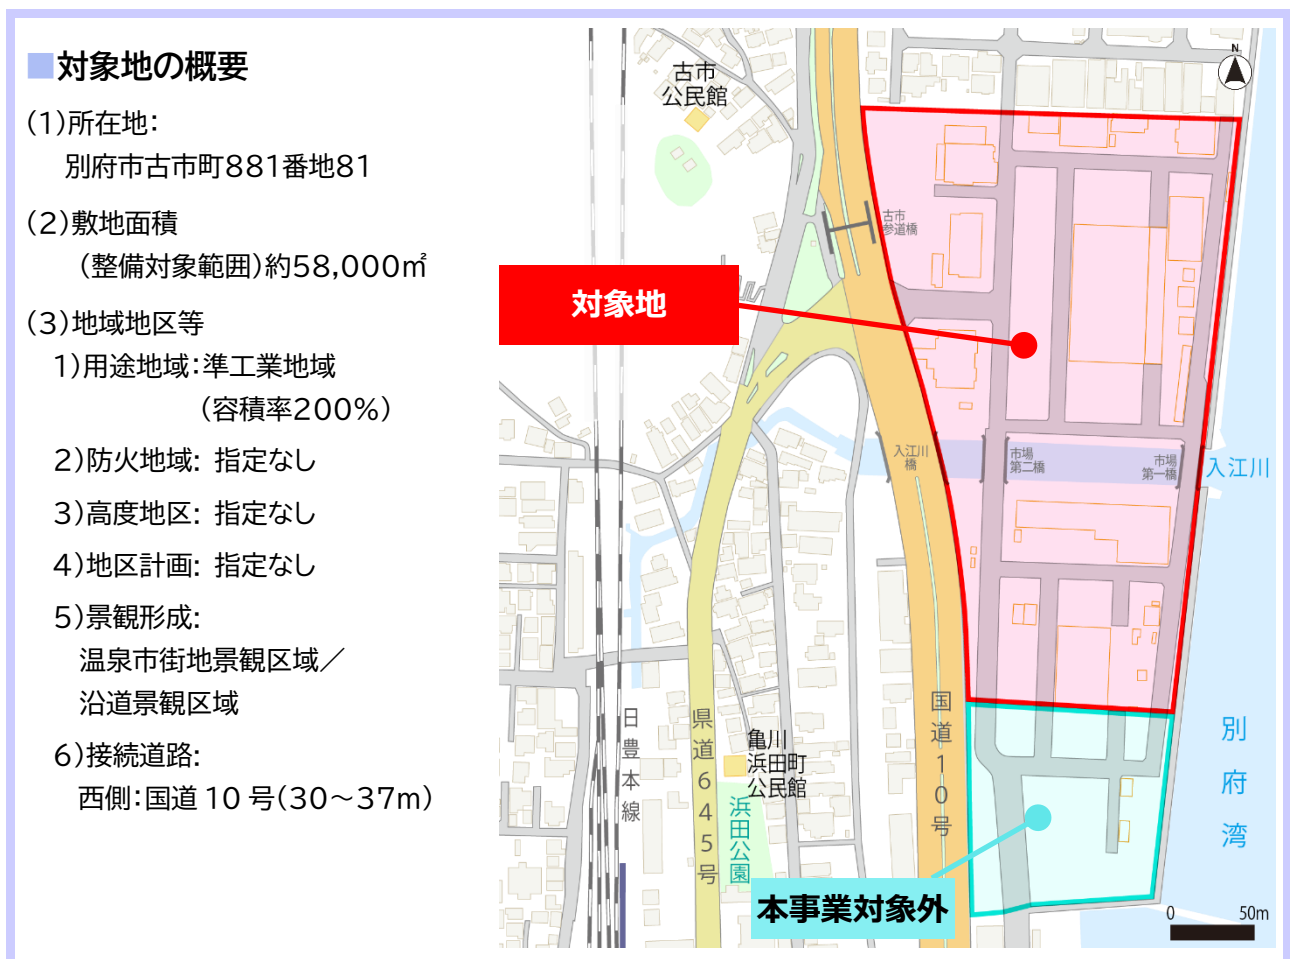 ■対象地の概要
(1)所在地:
別府市古市町881番地81
(2)敷地面積
(整備対象範囲)約58,000㎡
(3)地域地区等
1)用途地域:準工業地域
(容積率200%)
2)防火地域: 指定なし
3)高度地区: 指定なし
4)地区計画: 指定なし
5)景観形成:
温泉市街地景観区域／
沿道景観区域
6)接続道路:
西側:国道10号(30～37m)
古市
公民館
N
古市
参道橋
対象地
入江川
橋
市場
第二橋
市場
第一橋
入江川
日豊本線
県道645号
亀川
浜田町
公民館
浜田公園
国道10号
別府湾
本事業対象外
0 50m